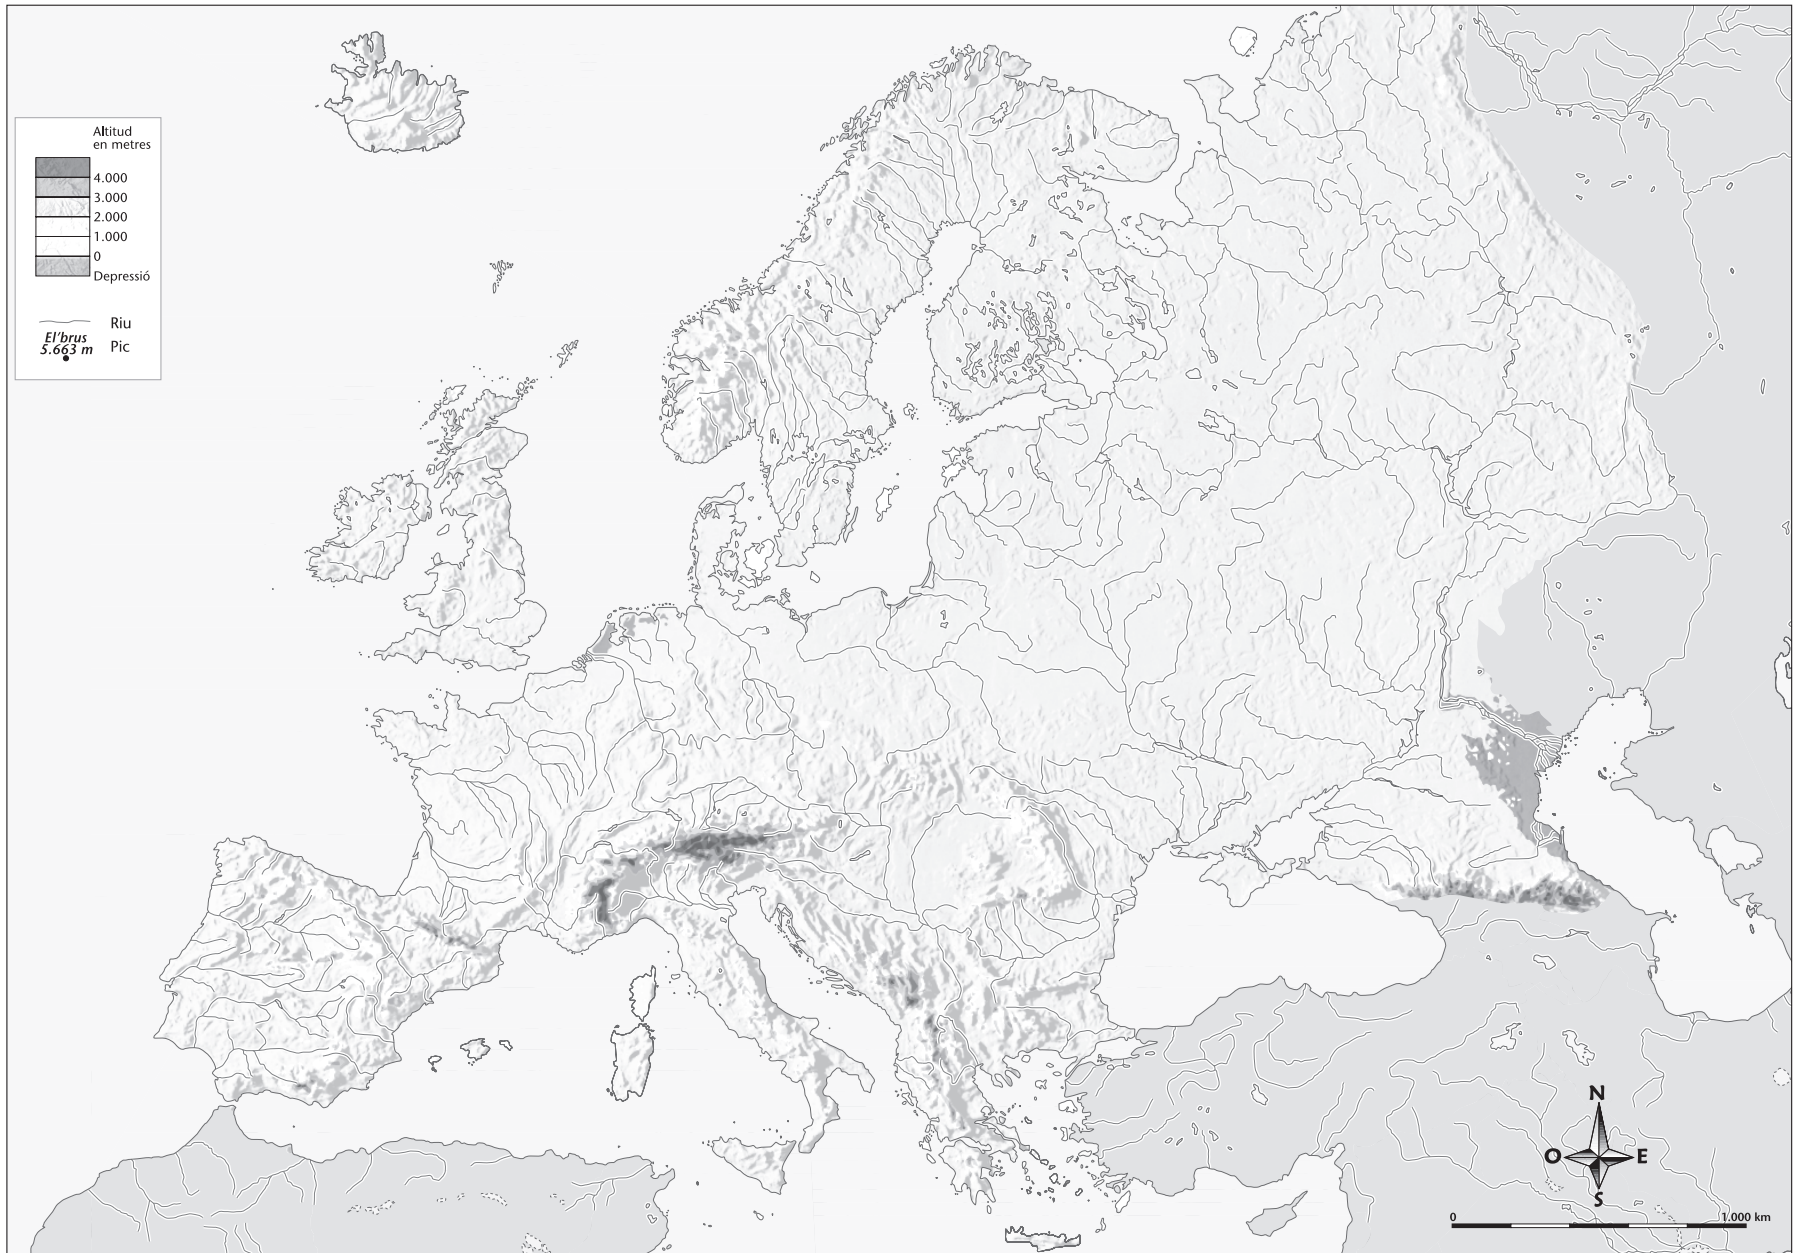 Altitud
en metres
4.000
3.000
2.000
1.000
0
Depressió
Riu
El'brus
5.663 m
Pic
N
O
E
S
0
1.000 km